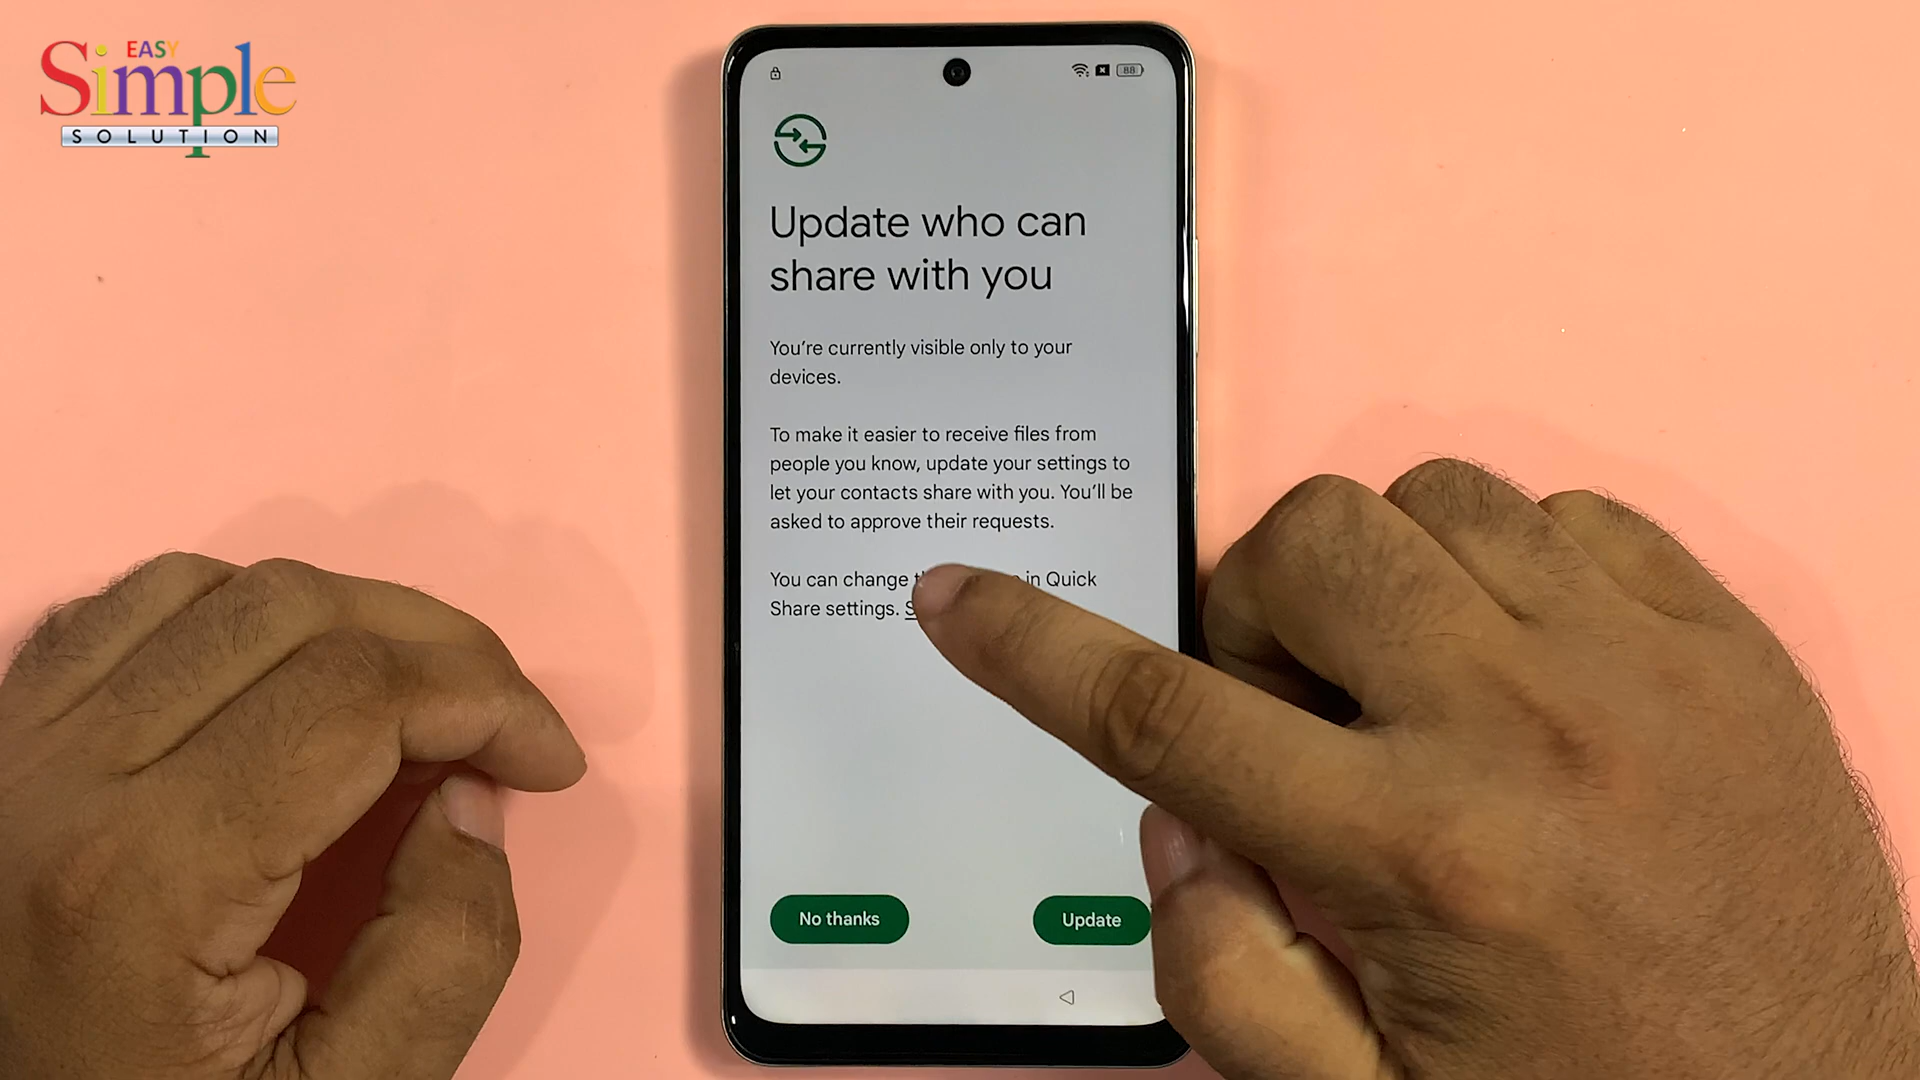 EASY
Simple
SOLUTION
88
Update who can
share with you
You're currently visible only to your
devices.
To make it easier to receive files from
people you know, update your settings to
let your contacts share with you. You'll be
asked to approve their requests.
You can change in Quick
Share settings.
No thanks
Update